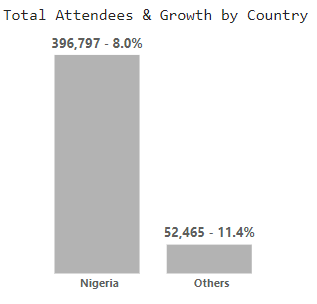 Total Attendees & Growth by Country
396,797 - 8.0%
52,465 - 11.4%
Nigeria
Others